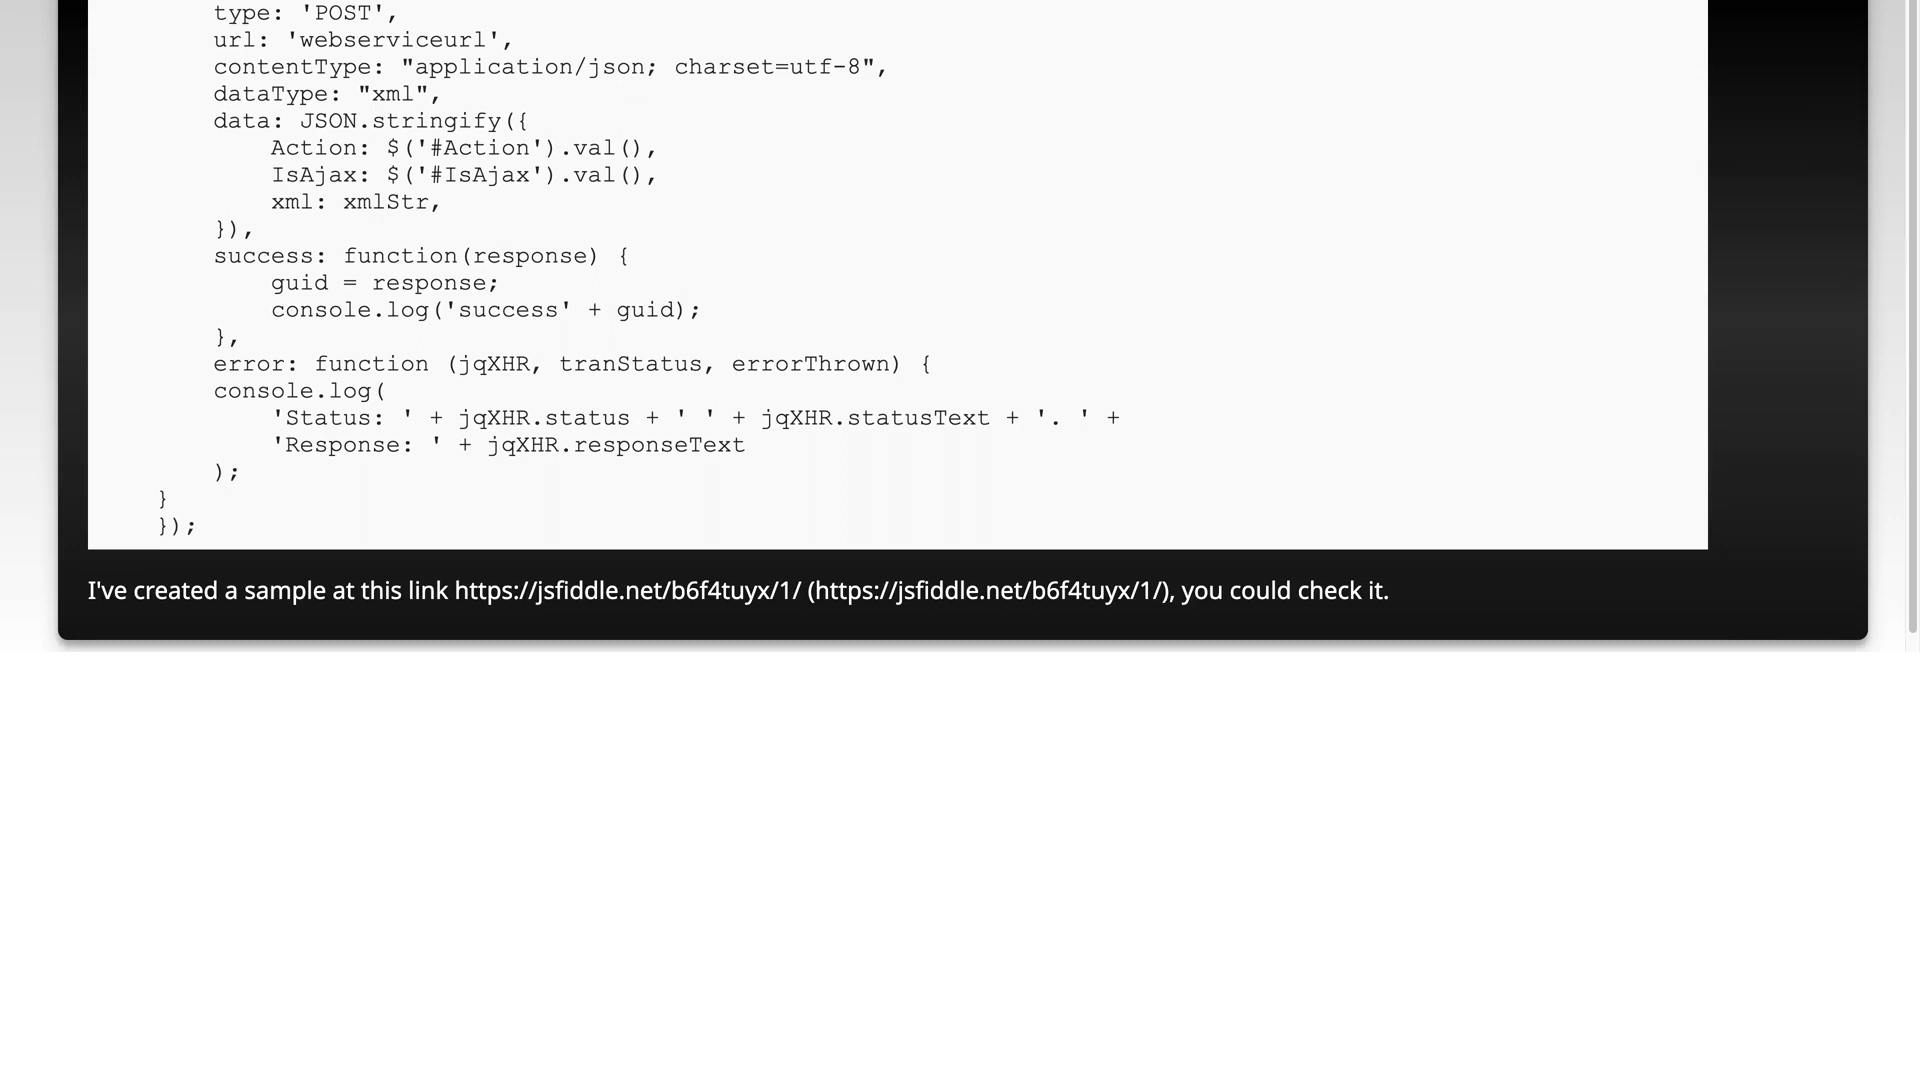 type: 'POST',
url: 'webserviceurl',
contentType: "application/json; charset=utf-8",
dataType: "xml",
data: JSON.stringify({
Action: $('#Action').val(),
IsAjax: $('#IsAjax').val(),
xml: xmlStr,
}),
success: function(response) {
guid = response;
console.log('success' + guid);
},
error: function (jqXHR, tranStatus, errorThrown) {
console.log(
'Status: ' + jqXHR.status + ' ' + jqXHR.statusText + '. ' +
'Response: ' + jqXHR.responseText
);
}
});
I've created a sample at this link https://jsfiddle.net/b6f4tuyx/1/ (https://jsfiddle.net/b6f4tuyx/1/), you could check it.